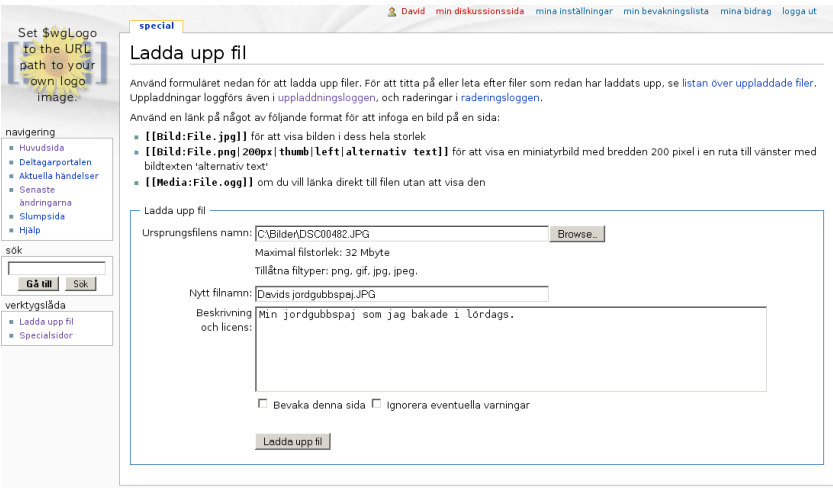 David min diskussionssida mina inställningar min bevakningslista mina bidrag logga ut
Set $wgLogo
to the URL
path to your
own logo
image.
navigering
Huvudsida
Deltagarportalen
Aktuella händelser
Senaste
ändringarna
Slumpsida
Hjälp
sök
Gå till Sök
verktygslåda
Ladda upp fil
Specialsidor
special
Ladda upp fil
Använd formuläret nedan för att ladda upp filer. För att titta på eller leta efter filer som redan har laddats upp, se listan över uppladdade filer.
Uppladdningar loggförs även i uppladdningsloggen, och raderingar i raderingsloggen.
Använd en länk på något av följande format för att infoga en bild på en sida:
[[Bild:File.jpg]] för att visa bilden i dess hela storlek
[[Bild:File.png|200px|thumb|left|alternativ text]] för att visa en miniatyrbild med bredden 200 pixel i en ruta till vänster med
bildtexten 'alternativ text'
[[Media:File.ogg]] om du vill länka direkt till filen utan att visa den
Ladda upp fil
Ursprungsfilens namn: C:\Bilder\DSC00482.JPG Browse..
Maximal filstorlek: 32 Mbyte
Tillåtna filtyper: png, gif, jpg, jpeg.
Nytt filnamn: Davids jordgubbspaj.JPG
Beskrivning
och licens:
Min jordgubbspaj som jag bakade i lördags.
Bevaka denna sida Ignorera eventuella varningar
Ladda upp fil